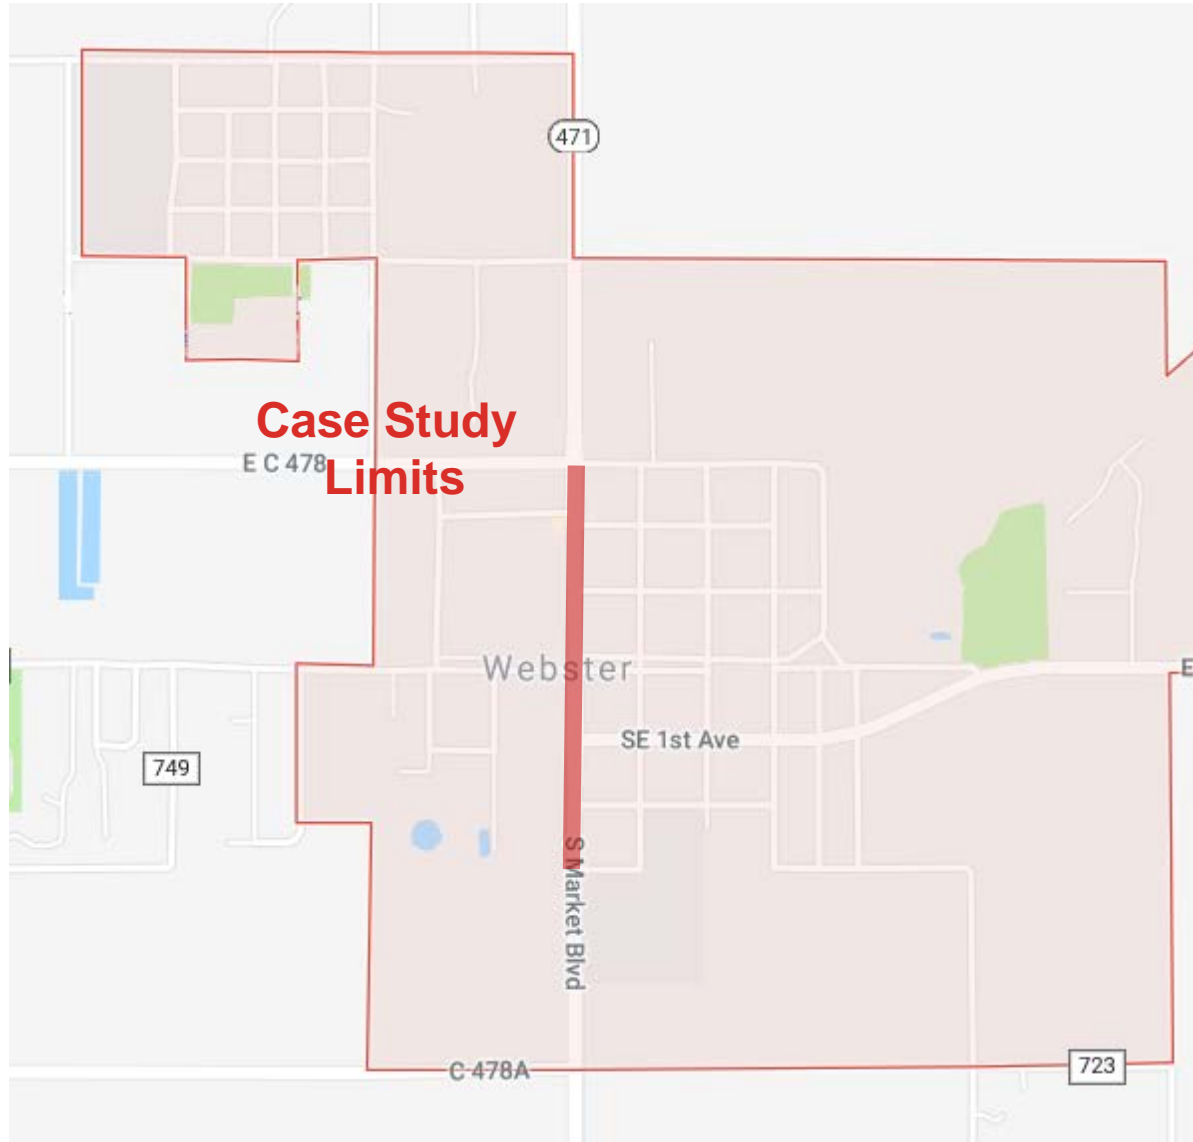 471
Case Study
Limits
E C 478
Webster
SE 1st Ave
749
S Market Blvd
E
C 478A
723